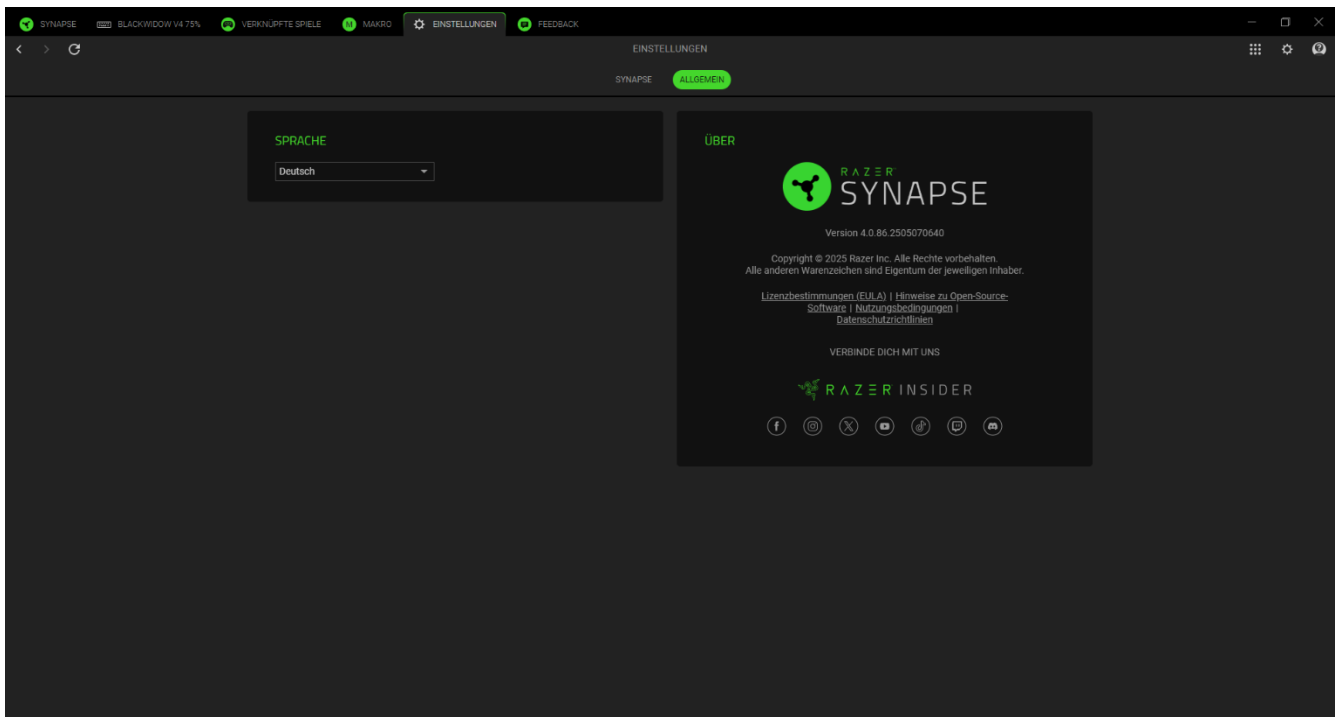 SYNAPSE BLACKWIDOW V4 75% VERKNÜPFTE SPIELE M MAKRO EINSTELLUNGEN FEEDBACK
EINSTELLUNGEN
SYNAPSE ALLGEMEIN
SPRACHE
Deutsch
ÜBER
RAZER
SYNAPSE
Version 4.0.86.2505070640
Copyright © 2025 Razer Inc. Alle Rechte vorbehalten.
Alle anderen Warenzeichen sind Eigentum der jeweiligen Inhaber.
Lizenzbestimmungen (EULA) | Hinweise zu Open-Source-
Software | Nutzungsbedingungen |
Datenschutzrichtlinien
VERBINDE DICH MIT UNS
RAZER INSIDER